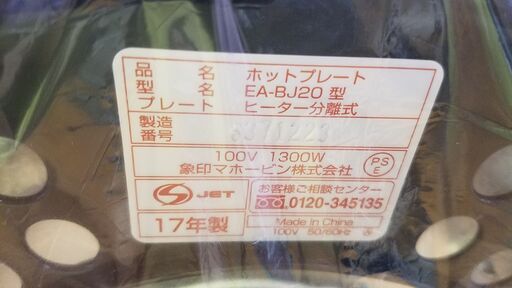 品 名 ホットプレート
型 名 EA-BJ20 型
プレート ヒーター分離式
製造番号
100V 1300W
象印マホービン株式会社
PS E
S JET
お客様ご相談センター
0120-345135
17年製
Made in China
100V 50/60Hz